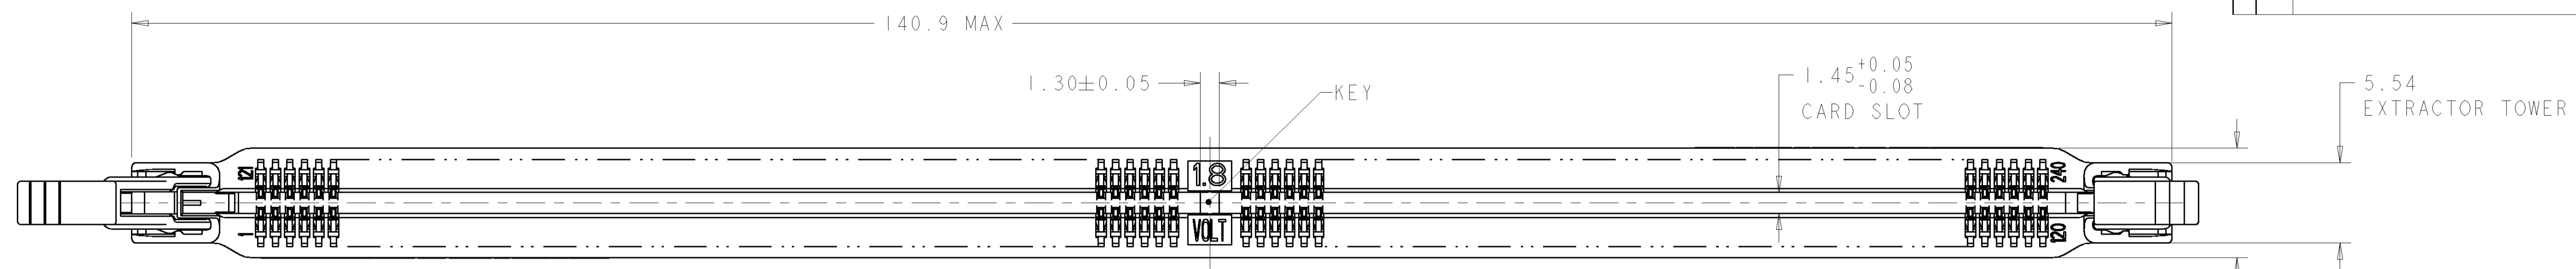 140.9 MAX
1.30±0.05
KEY
1.45 +0.05
-0.08
CARD SLOT
5.54
EXTRACTOR TOWER
121
1.8
240
1
VOLT
120